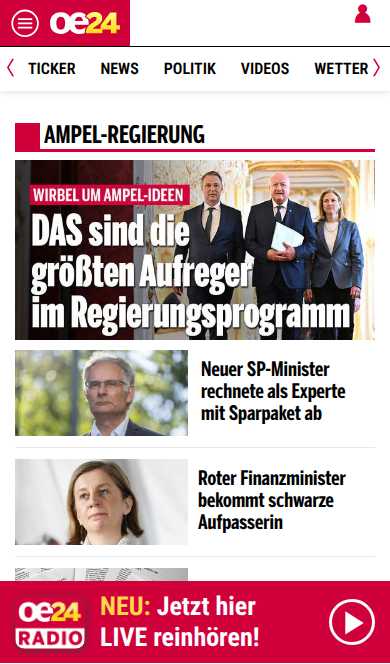 oe24
TICKER NEWS POLITIK VIDEOS WETTER
AMPEL-REGIERUNG
WIRBEL UM AMPEL-IDEEN
DAS sind die
größten Aufreger
im Regierungsprogramm
Neuer SP-Minister
rechnete als Experte
mit Sparpaket ab
Roter Finanzminister
bekommt schwarze
Aufpasserin
oe24
RADIO
NEU: Jetzt hier
LIVE reinhören!